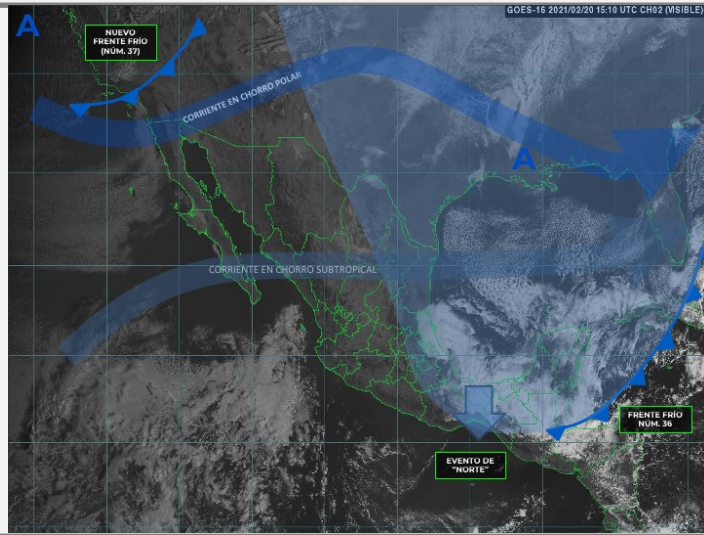 GOES-16 2021/02/20 15:10 UTC CH02 (VISIBLE)
A
NUEVO
FRENTE FRÍO
(NÚM. 37)
CORRIENTE EN CHORRO POLAR
A
CORRIENTE EN CHORRO SUBTROPICAL
FRENTE FRÍO
NÚM. 36
EVENTO DE
"NORTE"